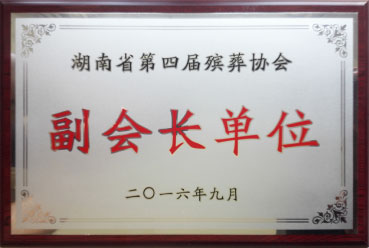 湖南省第四届殡葬协会
副会长单位
二〇一六年九月